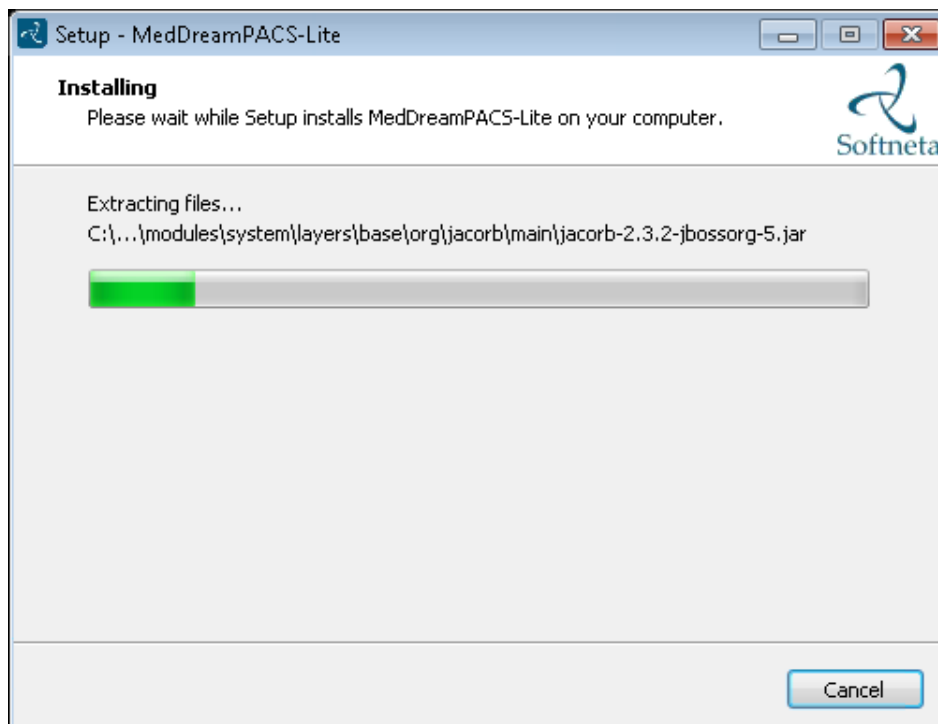 Setup - MedDreamPACS-Lite
Installing
Please wait while Setup installs MedDreamPACS-Lite on your computer.
Softneta
Extracting files...
C:\...\modules\system\layers\base\org\jacorb\main\jacorb-2.3.2-jbossorg-5.jar
Cancel